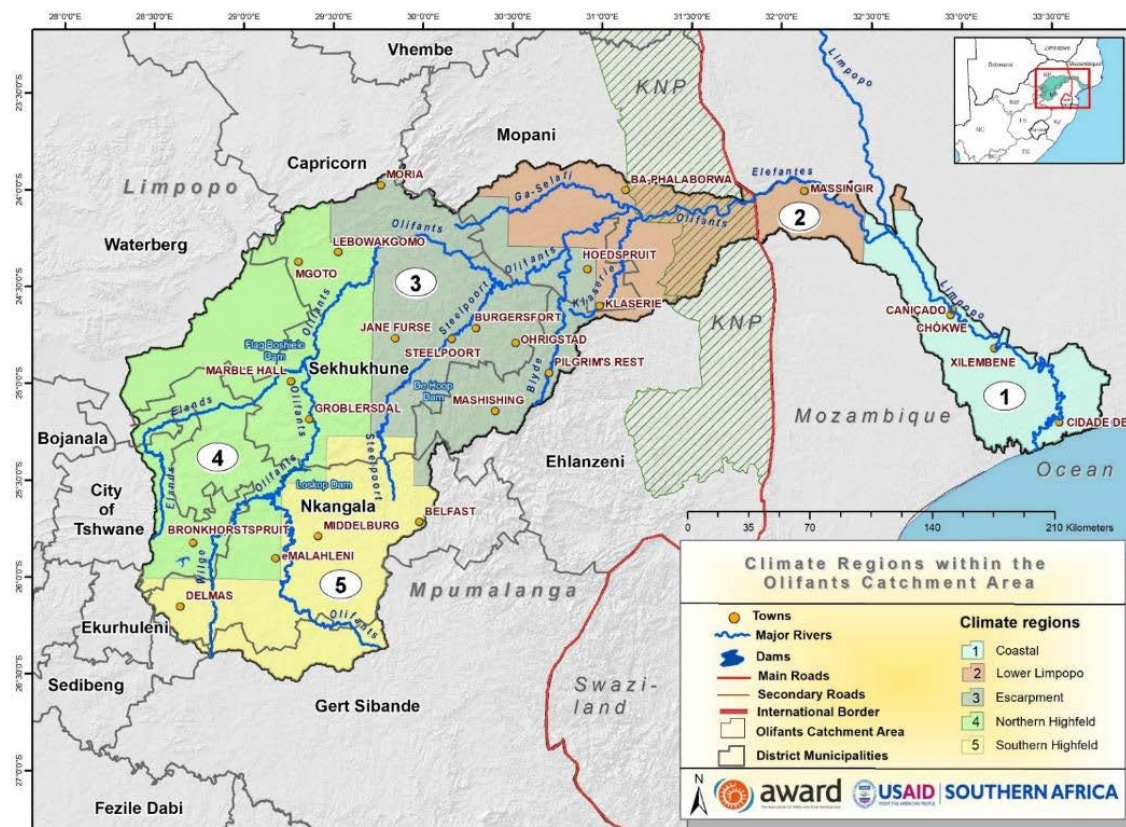 28°0'0"E 28°30'0"E 29°0'0"E 29°30'0"E 30°0'0"E 30°30'0"E 31°0'0"E 31°30'0"E 32°0'0"E 32°30'0"E 33°0'0"E 33°30'0"E
23°30'0"S
24°0'0"S
24°30'0"S
25°0'0"S
25°30'0"S
26°0'0"S
26°30'0"S
27°0'0"S
Vhembe
KNP
Limpopo
Mopani
Capricorn
MORIA
Limpopo
Ga-Selati
BA-PHALABORWA
Elefantes
MASSINGIR
2
Waterberg
Olifants
Olifants
LEBOWAKGOMO
MGOTO
3
Olifants
HOEDSPRUIT
Klaserie
KLASERIE
Limpopo
Olifants
Steelpoort
BURGERSFORT
CANIÇADO
CHÓKWE
JANE FURSE
OHRIGSTAD
STEELPOORT
KNP
Flag Boshielo
Dam
XILEMBENE
MARBLE HALL
Sekhukhune
PILGRIM'S REST
De Hoop
Dam
Blyde
MASHISHING
1
Elands
Olifants
GROBLERSDAL
Mozambique
CIDADE DE
Bojanala
4
Steelpoort
Ehlanzeni
Ocean
Elands
Olifants
Loskop Dam
City
of
Tshwane
Nkangala
BELFAST
BRONKHORSTSPRUIT
MIDDELBURG
eMALAHLENI
Wilge
5
Mpumalanga
DELMAS
Olifants
Ekurhuleni
Sedibeng
Gert Sibande
Swazi-
land
Fezile Dabi
0 35 70 140 210 Kilometers
Climate Regions within the
Olifants Catchment Area
Towns
Major Rivers
Dams
Main Roads
Secondary Roads
International Border
Olifants Catchment Area
District Municipalities
Climate regions
1 Coastal
2 Lower Limpopo
3 Escarpment
4 Northern Highfeld
5 Southern Highfeld
N
award
USAID
FROM THE AMERICAN PEOPLE
SOUTHERN AFRICA